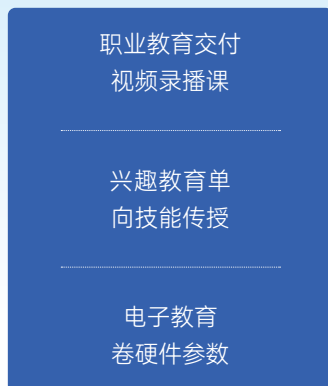 职业教育交付
视频录播课
兴趣教育单
向技能传授
电子教育
卷硬件参数